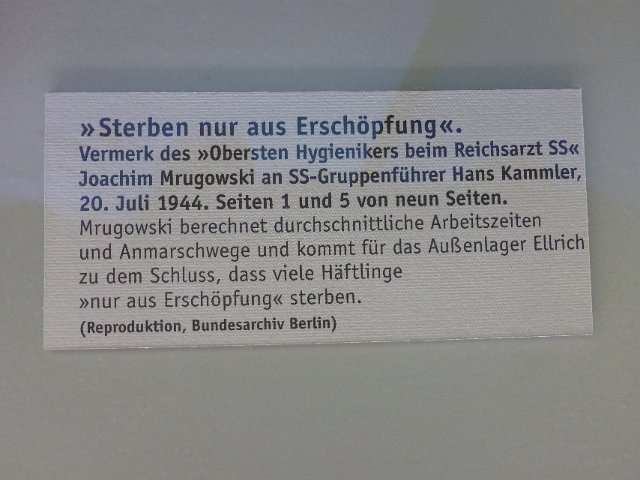 »Sterben nur aus Erschöpfung«.
Vermerk des »Obersten Hygienikers beim Reichsarzt SS«
Joachim Mrugowski an SS-Gruppenführer Hans Kammler,
20. Juli 1944. Seiten 1 und 5 von neun Seiten.
Mrugowski berechnet durchschnittliche Arbeitszeiten
und Anmarschwege und kommt für das Außenlager Ellrich
zu dem Schluss, dass viele Häftlinge
»nur aus Erschöpfung« sterben.
(Reproduktion, Bundesarchiv Berlin)